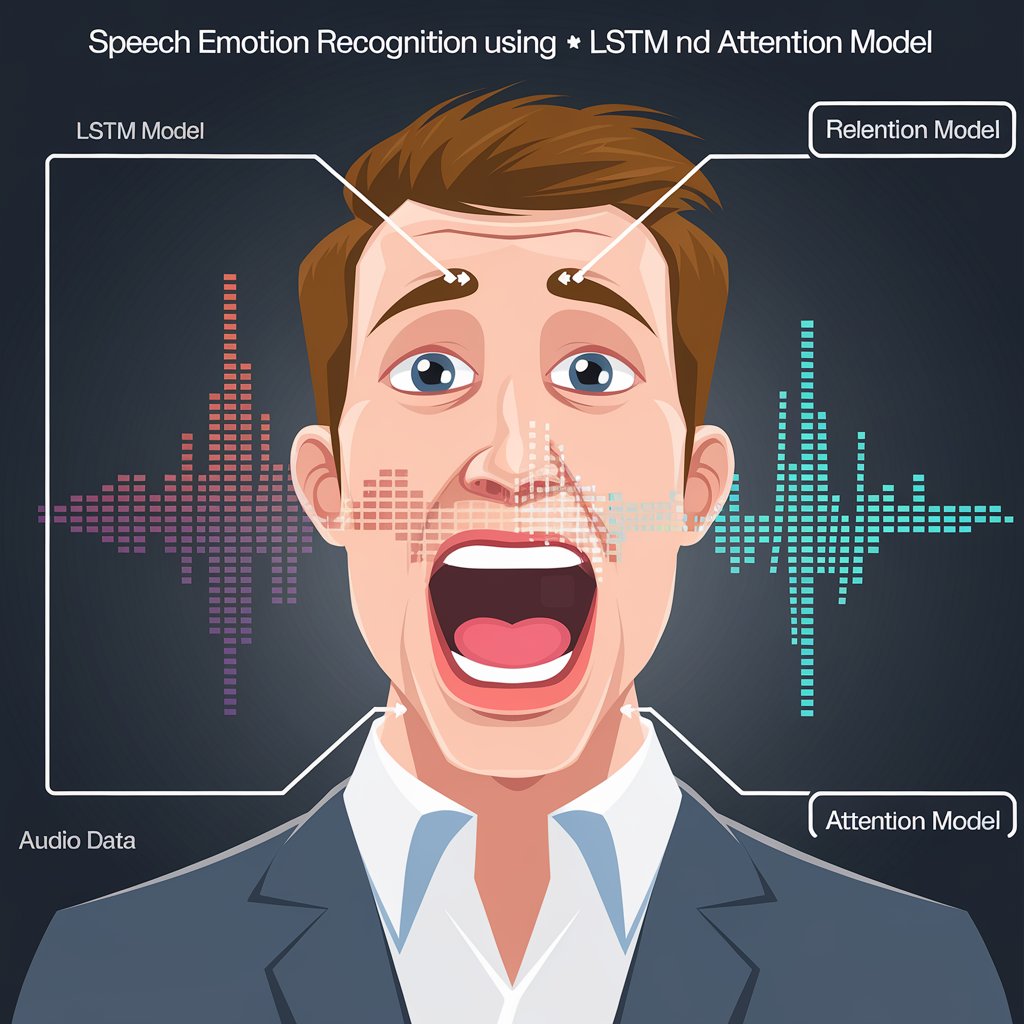 Speech Emotion Recognition using * LSTM nd Attention Model
LSTM Model
Relention Model
Audio Data
Attention Model